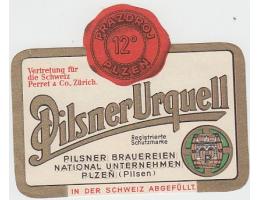 PRAZDROJ
12°
PLZEŇ
Vertretung für
die Schweiz
Perret & Co, Zürich.
Pilsner Urquell
Registrierte
Schutzmarke
PILSNER BRAUEREIEN
NATIONAL UNTERNEHMEN
PLZEŇ (Pilsen)
IN DER SCHWEIZ ABGEFÜLLT.